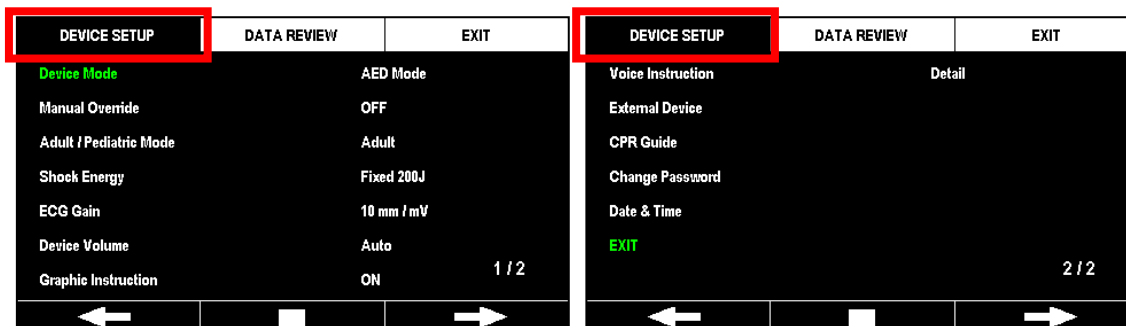 DEVICE SETUP DATA REVIEW EXIT
Device Mode AED Mode
Manual Override OFF
Adult / Pediatric Mode Adult
Shock Energy Fixed 200J
ECG Gain 10 mm / mV
Device Volume Auto
Graphic Instruction ON
1 / 2
DEVICE SETUP DATA REVIEW EXIT
Voice Instruction Detail
External Device
CPR Guide
Change Password
Date & Time
EXIT
2 / 2